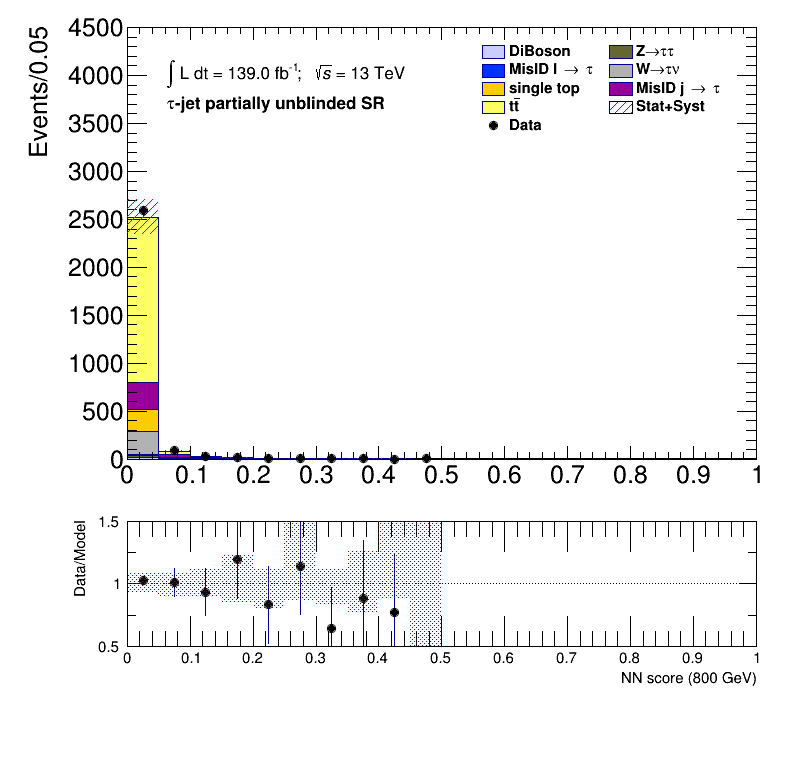 Events/0.05
4500
4000
3500
3000
2500
2000
1500
1000
500
0
∫ L dt = 139.0 fb⁻¹; √s = 13 TeV
τ-jet partially unblinded SR
DiBoson
MisID l → τ
single top
tt̄
Data
Z→ττ
W→τν
MisID j → τ
Stat+Syst
0 0.1 0.2 0.3 0.4 0.5 0.6 0.7 0.8 0.9 1
Data/Model
1.5
1
0.5
0 0.1 0.2 0.3 0.4 0.5 0.6 0.7 0.8 0.9 1
NN score (800 GeV)